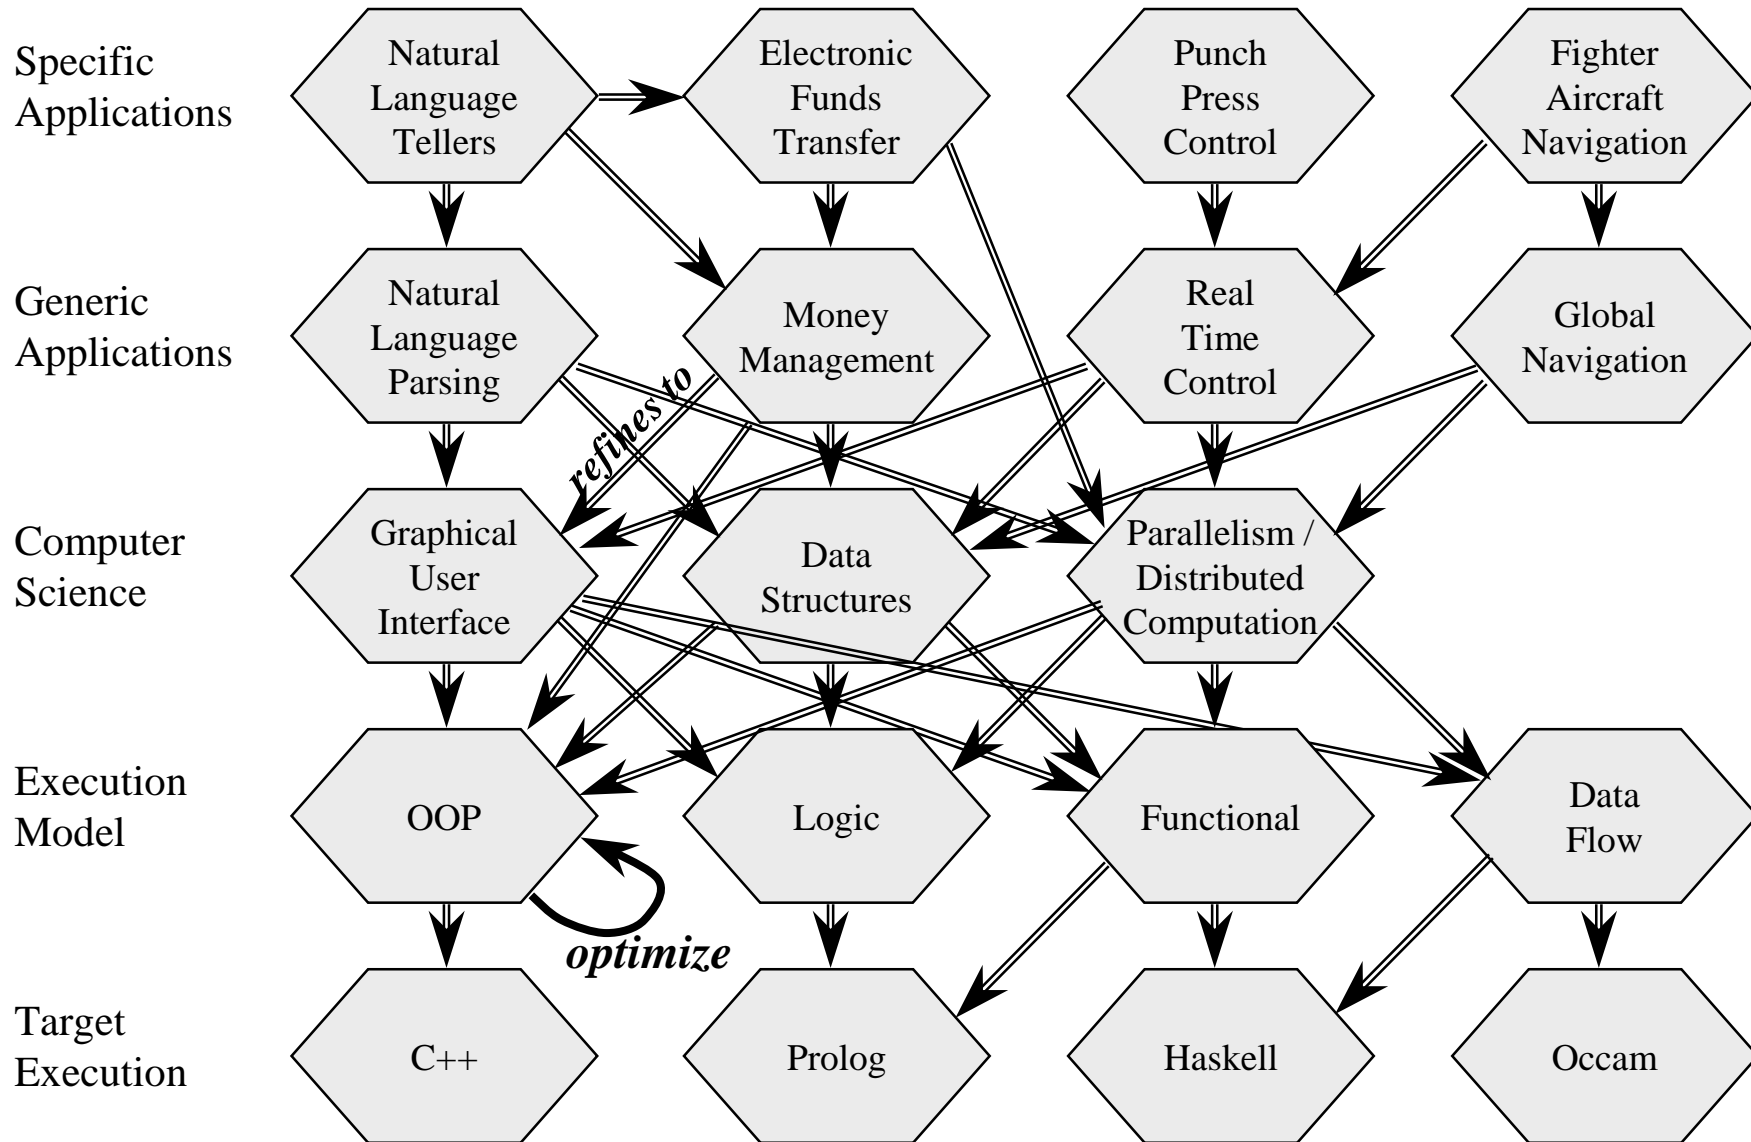 Specific
Applications
Natural
Language
Tellers
Electronic
Funds
Transfer
Punch
Press
Control
Fighter
Aircraft
Navigation
Generic
Applications
Natural
Language
Parsing
Money
Management
Real
Time
Control
Global
Navigation
refines to
Computer
Science
Graphical
User
Interface
Data
Structures
Parallelism /
Distributed
Computation
Execution
Model
OOP
Logic
Functional
Data
Flow
optimize
Target
Execution
C++
Prolog
Haskell
Occam